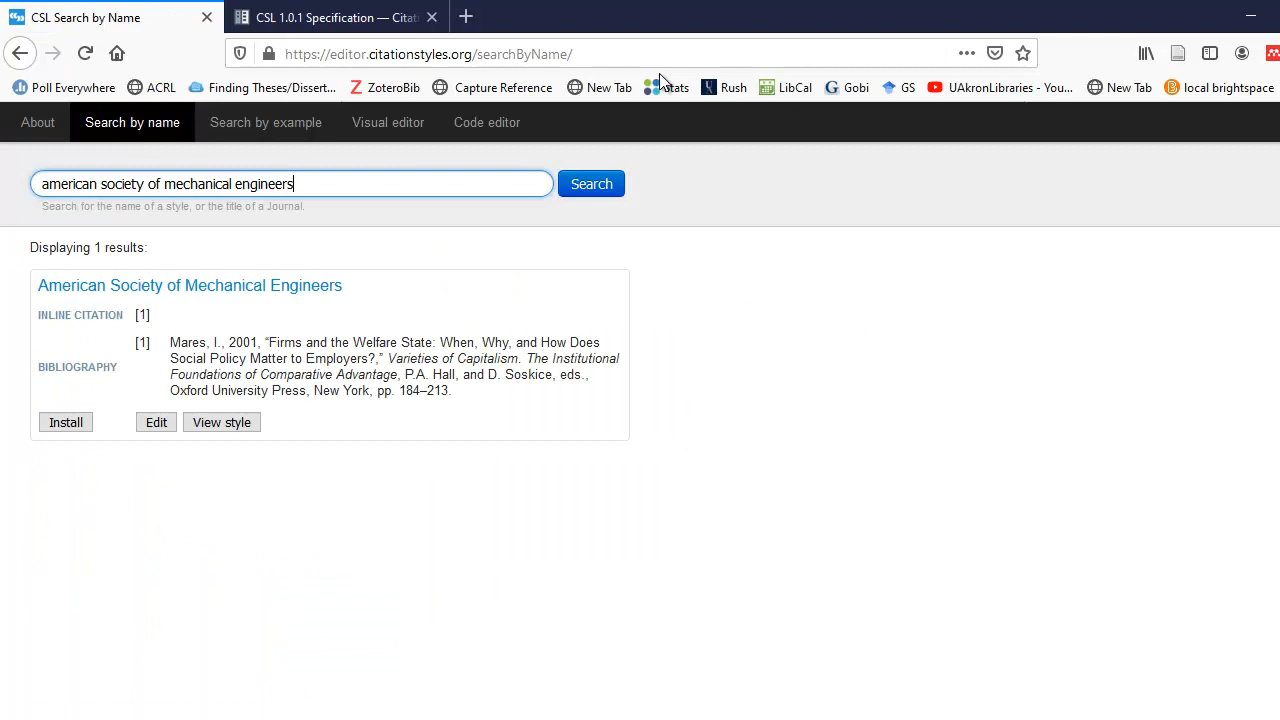 CSL Search by Name
CSL 1.0.1 Specification — Citati
https://editor.citationstyles.org/searchByName/
Poll Everywhere
ACRL
Finding Theses/Dissert...
ZoteroBib
Culture Reference
New Tab
Stats
Rush
LibCal
Gobi
GS
UAkronLibraries - You...
New Tab
local brightspace
About
Search by name
Search by example
Visual editor
Code editor
american society of mechanical engineers
Search
Search for the name of a style, or the title of a Journal.
Displaying 1 results:
American Society of Mechanical Engineers
INLINE CITATION [1]
BIBLIOGRAPHY
[1] Mares, I., 2001, “Firms and the Welfare State: When, Why, and How Does
Social Policy Matter to Employers?,” Varieties of Capitalism. The Institutional
Foundations of Comparative Advantage, P.A. Hall, and D. Soskice, eds.,
Oxford University Press, New York, pp. 184–213.
Install
Edit
View style